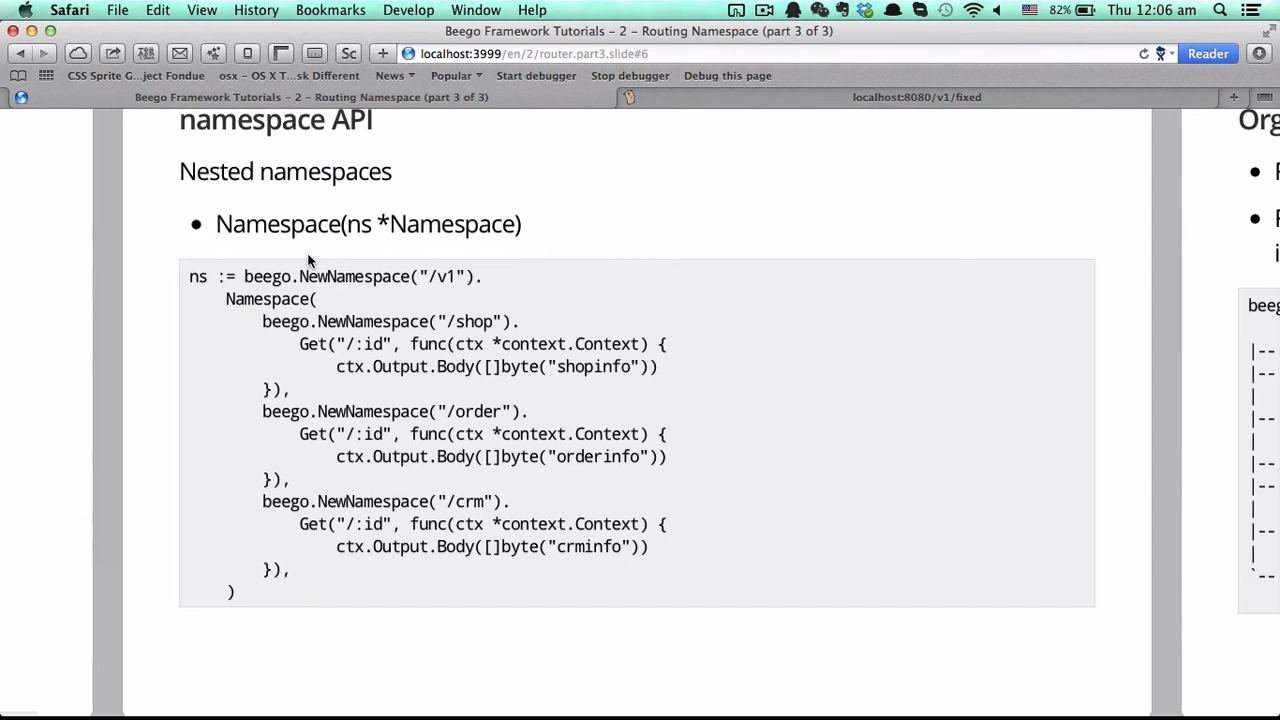 Safari File Edit View History Bookmarks Develop Window Help 82% Thu 12:06 am
Beego Framework Tutorials – 2 – Routing Namespace (part 3 of 3)
Sc localhost:3999/en/2/router.part3.slide#6 Reader
CSS Sprite G...ject Fondue osx – OS X T...sk Different News Popular Start debugger Stop debugger Debug this page
Beego Framework Tutorials – 2 – Routing Namespace (part 3 of 3) localhost:8080/v1/fixed
namespace API
Nested namespaces
• Namespace(ns *Namespace)
ns := beego.NewNamespace("/v1").
Namespace(
beego.NewNamespace("/shop").
Get("/:id", func(ctx *context.Context) {
ctx.Output.Body([]byte("shopinfo"))
}),
beego.NewNamespace("/order").
Get("/:id", func(ctx *context.Context) {
ctx.Output.Body([]byte("orderinfo"))
}),
beego.NewNamespace("/crm").
Get("/:id", func(ctx *context.Context) {
ctx.Output.Body([]byte("crminfo"))
}),
)
Org
beeg
|--
|--
|
|--
|--
|--
|
|--
|
`--